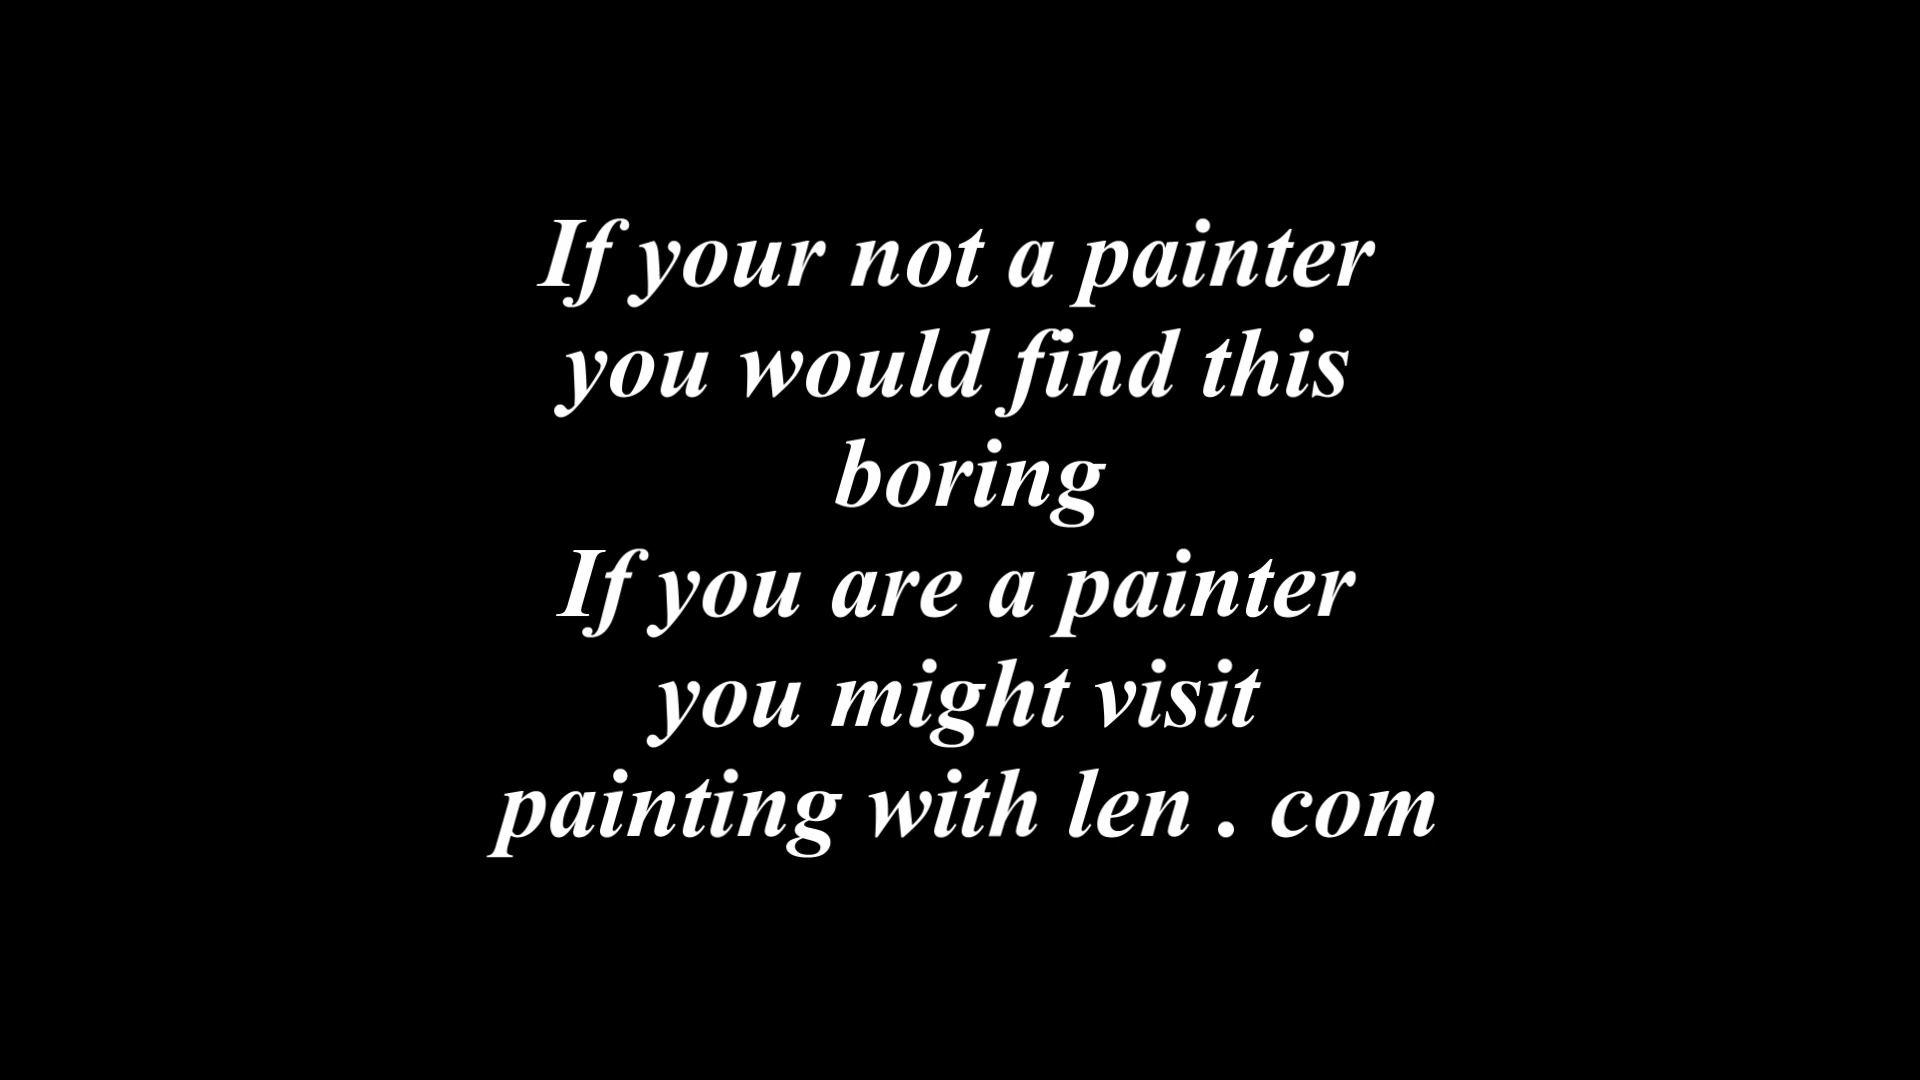 If your not a painter
you would find this
boring
If you are a painter
you might visit
painting with len . com